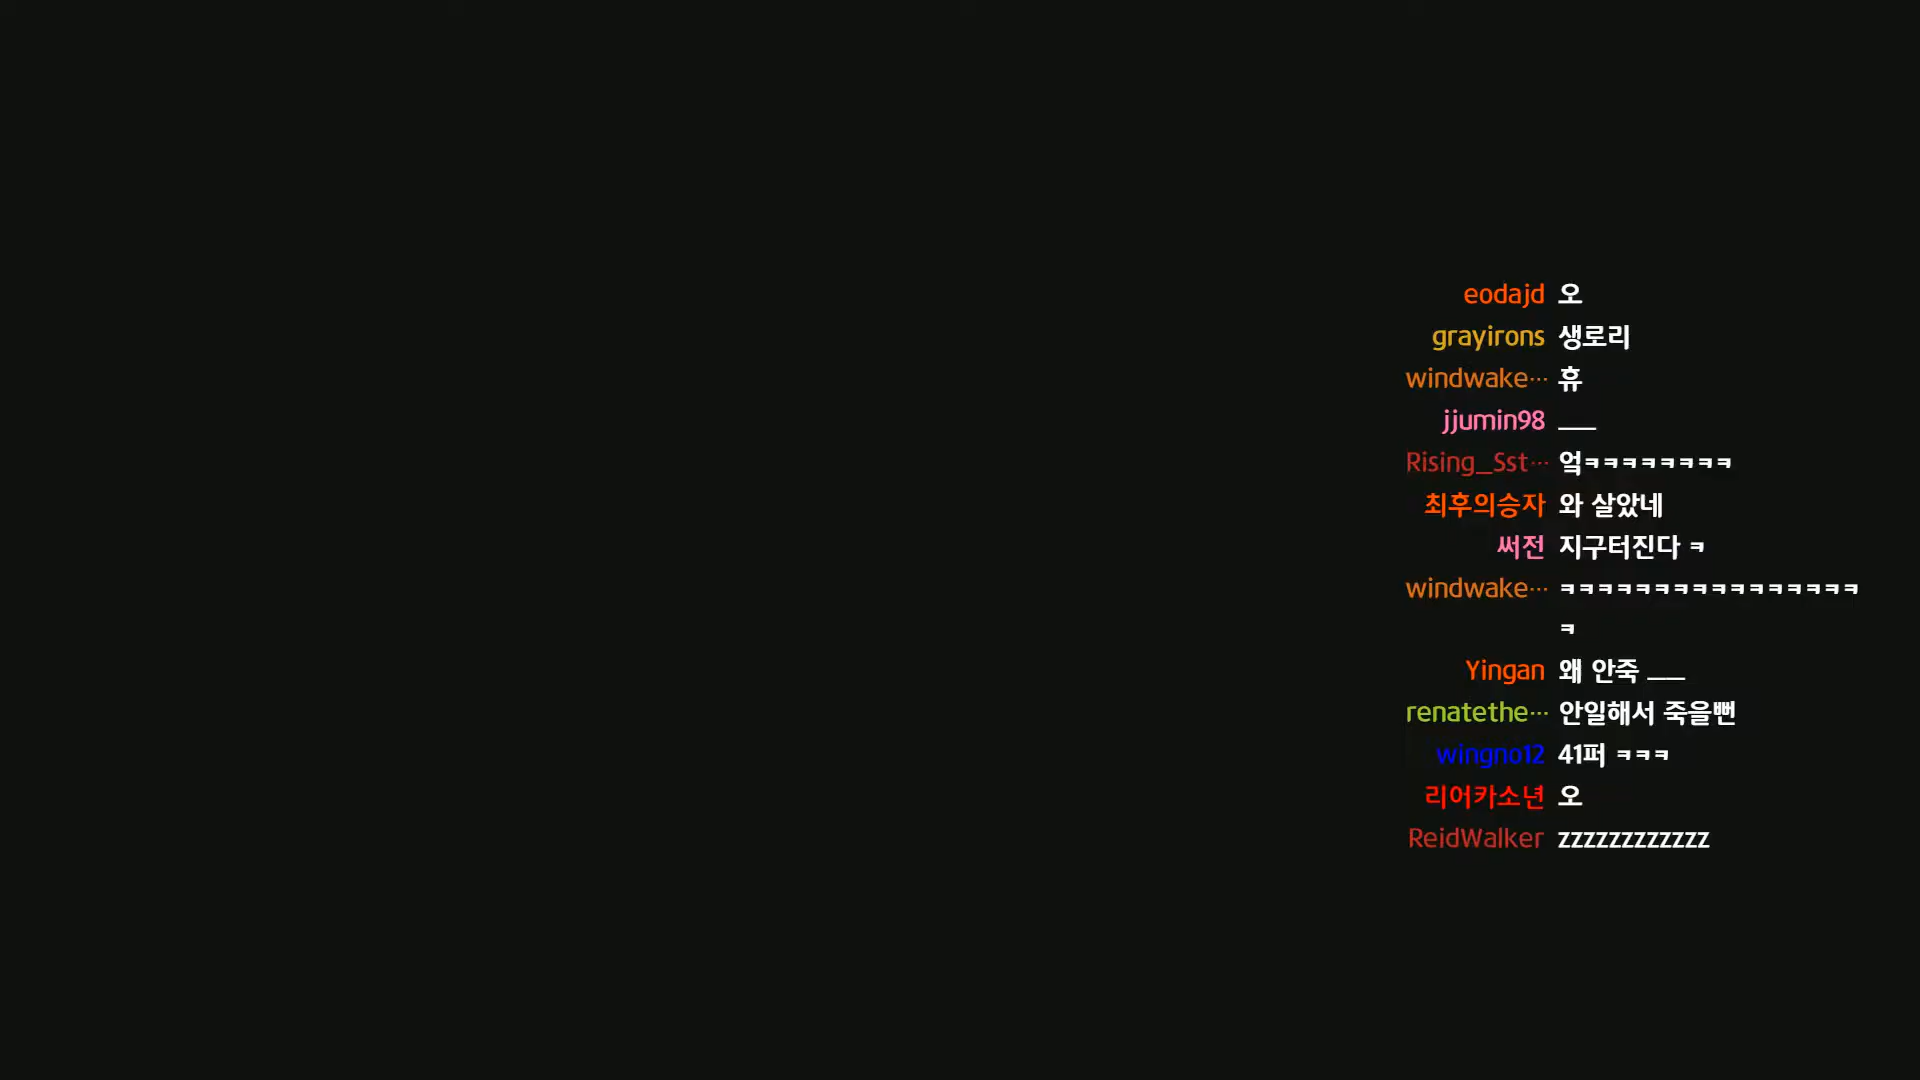 eodajd 오
grayirons 생로리
windwake… 휴
jjumin98 ___
Rising_Sst… 엌ㅋㅋㅋㅋㅋㅋㅋㅋ
최후의승자 와 살았네
써전 지구터진다 ㅋ
windwake… ㅋㅋㅋㅋㅋㅋㅋㅋㅋㅋㅋㅋㅋㅋㅋㅋ
ㅋ
Yingan 왜 안죽 ___
renatethe… 안일해서 죽을뻔
wingno12 41퍼 ㅋㅋㅋ
리어카소년 오
ReidWalker zzzzzzzzzzzz